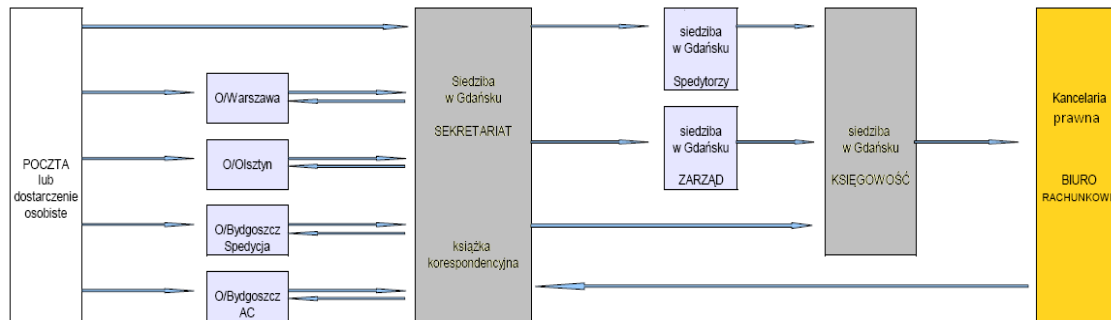 POCZTA
lub
dostarczenie
osobiste
O/Warszawa
O/Olsztyn
O/Bydgoszcz
Spedycja
O/Bydgoszcz
AC
Siedziba
w Gdańsku
SEKRETARIAT
książka
korespondencyjna
siedziba
w Gdańsku
Spedytorzy
siedziba
w Gdańsku
ZARZĄD
siedziba
w Gdańsku
KSIĘGOWOŚĆ
Kancelaria
prawna
BIURO
RACHUNKOW